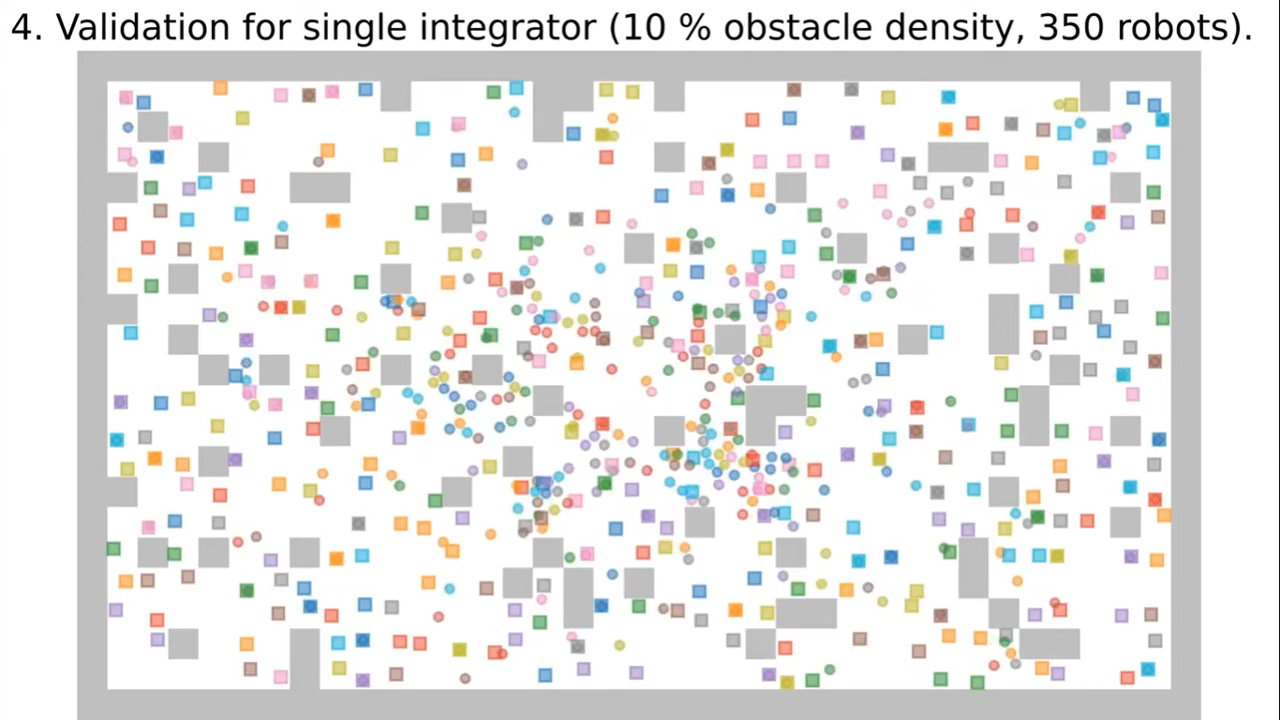 4. Validation for single integrator (10 % obstacle density, 350 robots).